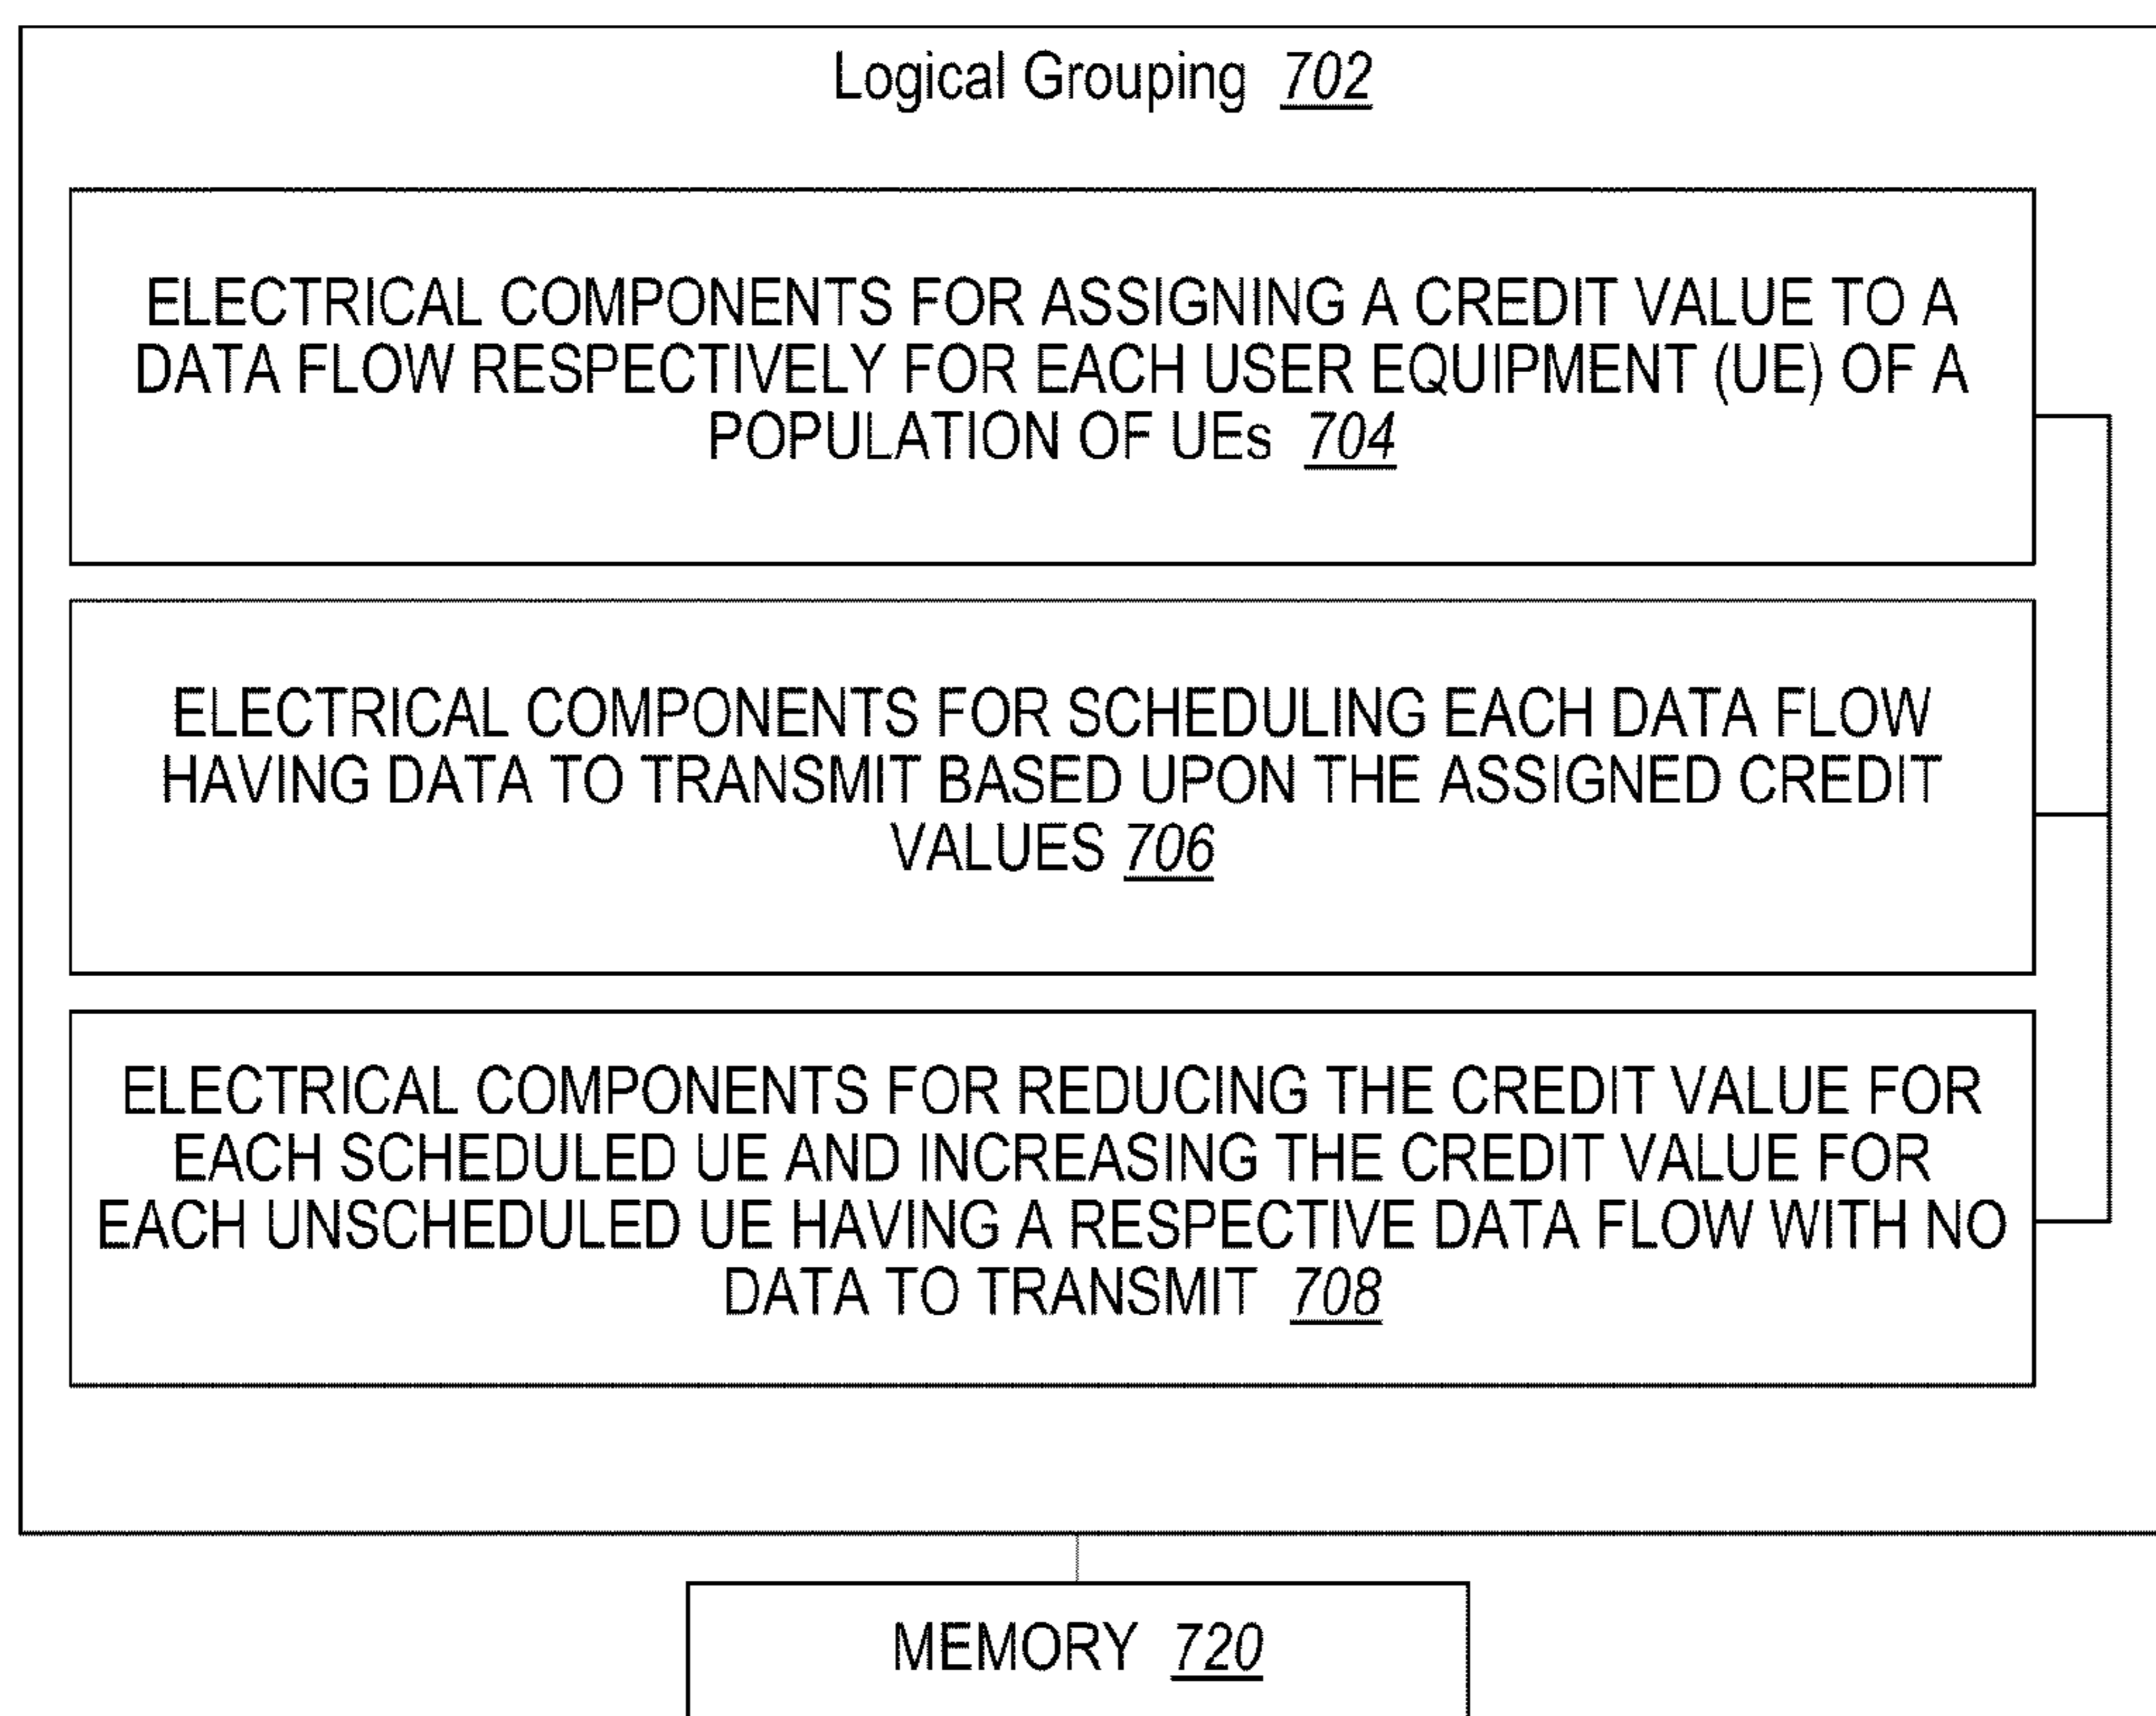 Logical Grouping 702
ELECTRICAL COMPONENTS FOR ASSIGNING A CREDIT VALUE TO A
DATA FLOW RESPECTIVELY FOR EACH USER EQUIPMENT (UE) OF A
POPULATION OF UEs 704
ELECTRICAL COMPONENTS FOR SCHEDULING EACH DATA FLOW
HAVING DATA TO TRANSMIT BASED UPON THE ASSIGNED CREDIT
VALUES 706
ELECTRICAL COMPONENTS FOR REDUCING THE CREDIT VALUE FOR
EACH SCHEDULED UE AND INCREASING THE CREDIT VALUE FOR
EACH UNSCHEDULED UE HAVING A RESPECTIVE DATA FLOW WITH NO
DATA TO TRANSMIT 708
MEMORY 720